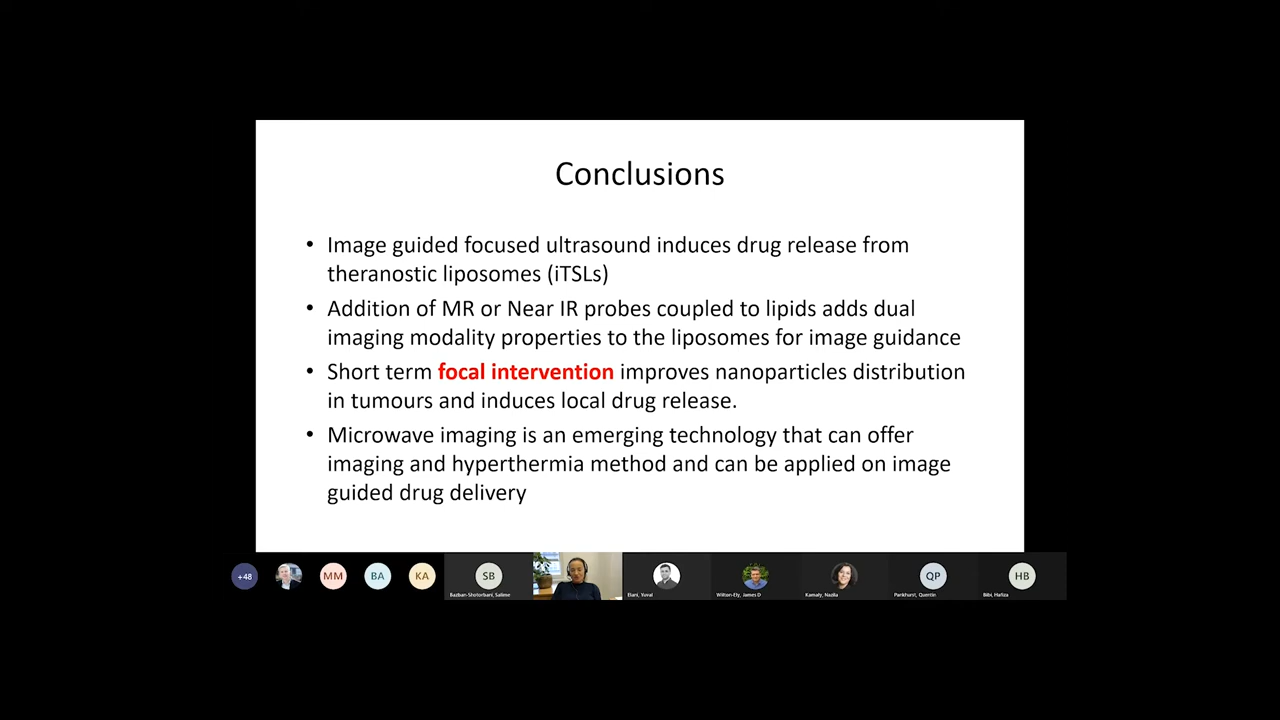 Conclusions
• Image guided focused ultrasound induces drug release from
theranostic liposomes (iTSLs)
• Addition of MR or Near IR probes coupled to lipids adds dual
imaging modality properties to the liposomes for image guidance
• Short term focal intervention improves nanoparticles distribution
in tumours and induces local drug release.
• Microwave imaging is an emerging technology that can offer
imaging and hyperthermia method and can be applied on image
guided drug delivery
+48
MM
BA
KA
SB
QP
HB
Bazban-Shotorbani, Salime
Elani, Yuval
Wilton-Ely, James D
Kamaly, Nazila
Parkhurst, Quentin
Bibi, Hafiza